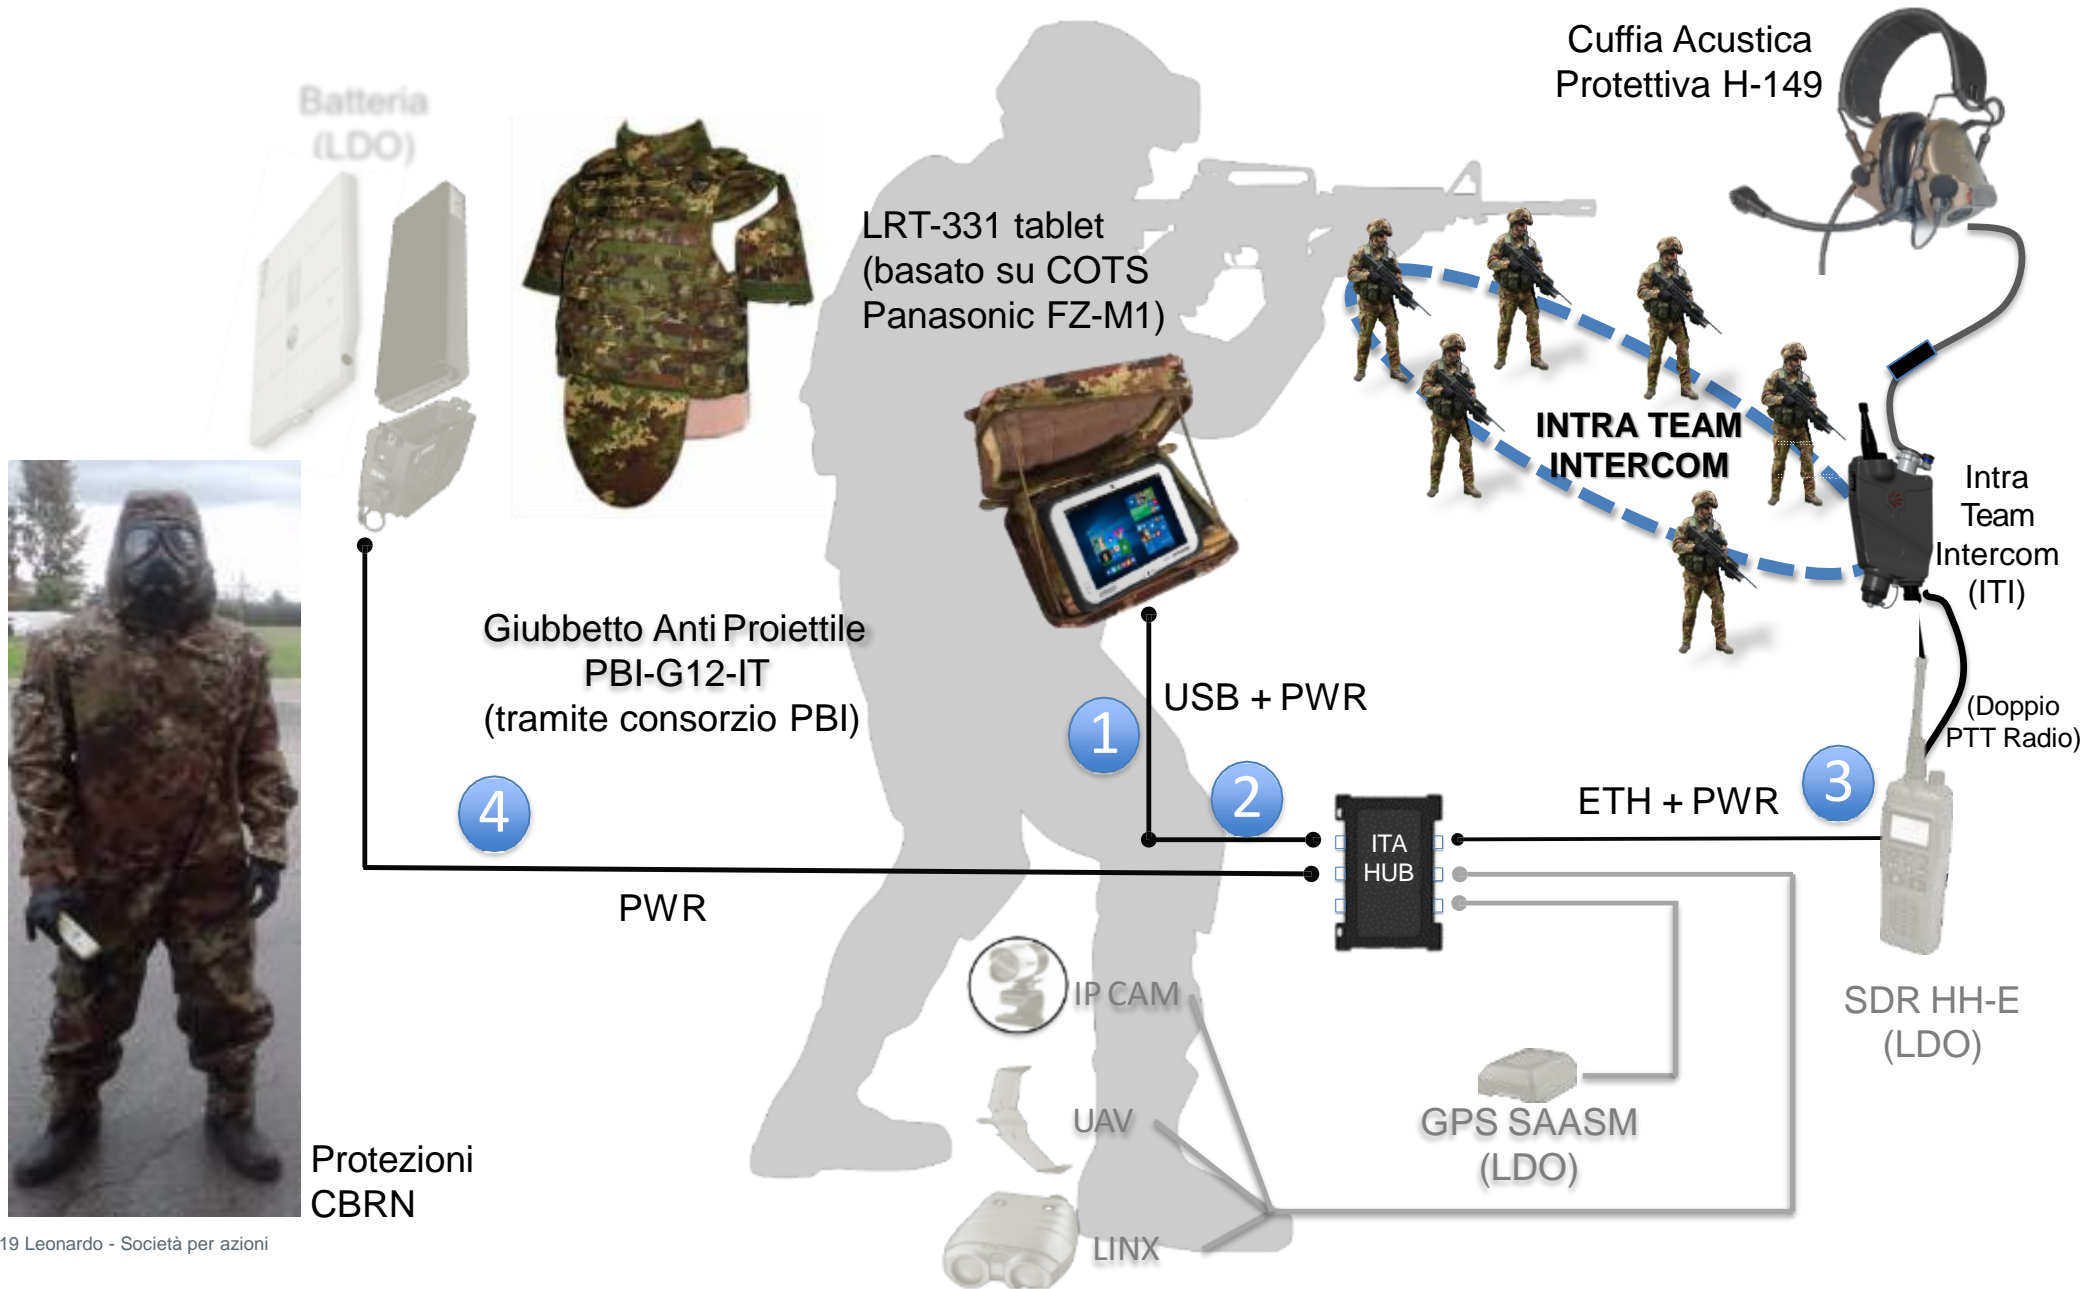 Cuffia Acustica
Protettiva H-149
Batteria
(LDO)
LRT-331 tablet
(basato su COTS
Panasonic FZ-M1)
INTRA TEAM
INTERCOM
Intra
Team
Intercom
(ITI)
Giubbetto Anti Proiettile
PBI-G12-IT
(tramite consorzio PBI)
1
USB + PWR
(Doppio
PTT Radio)
2
3
ETH + PWR
4
ITA
HUB
PWR
IP CAM
SDR HH-E
(LDO)
UAV
GPS SAASM
(LDO)
Protezioni
CBRN
LINX
19 Leonardo - Società per azioni